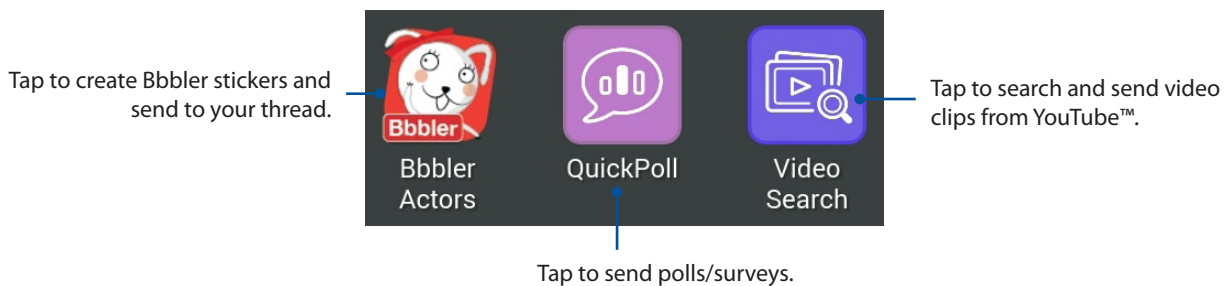 Tap to create Bbbler stickers and
send to your thread.
Bbbler
Bbbler
Actors
QuickPoll
Video
Search
Tap to search and send video
clips from YouTube™.
Tap to send polls/surveys.